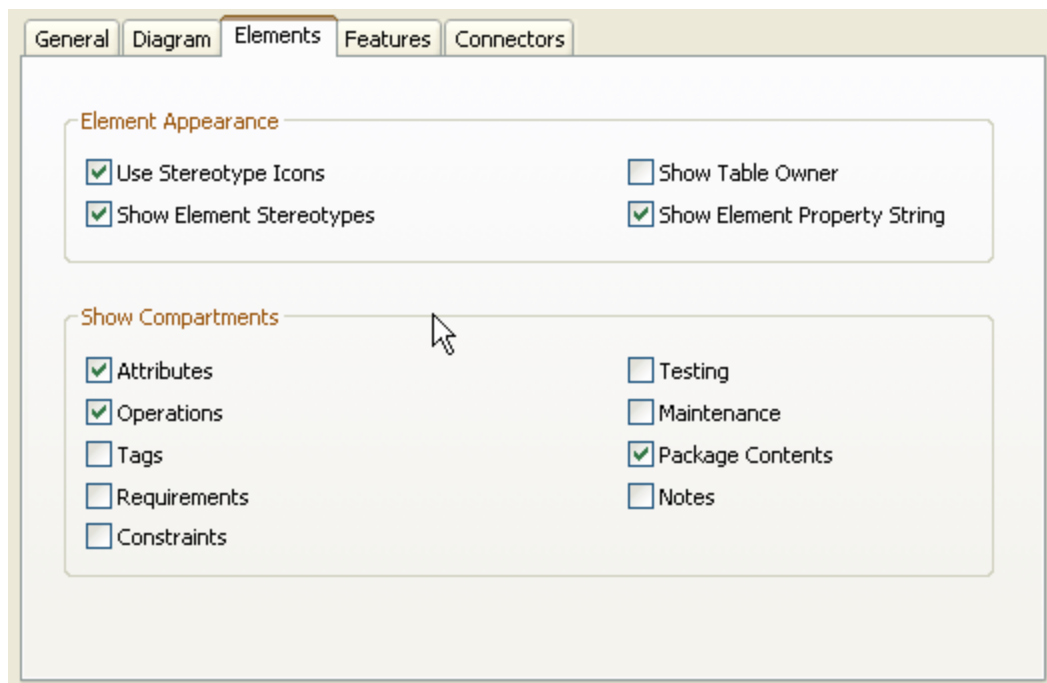 General Diagram Elements Features Connectors
Element Appearance
Use Stereotype Icons Show Table Owner
Show Element Stereotypes Show Element Property String
Show Compartments
Attributes Testing
Operations Maintenance
Tags Package Contents
Requirements Notes
Constraints